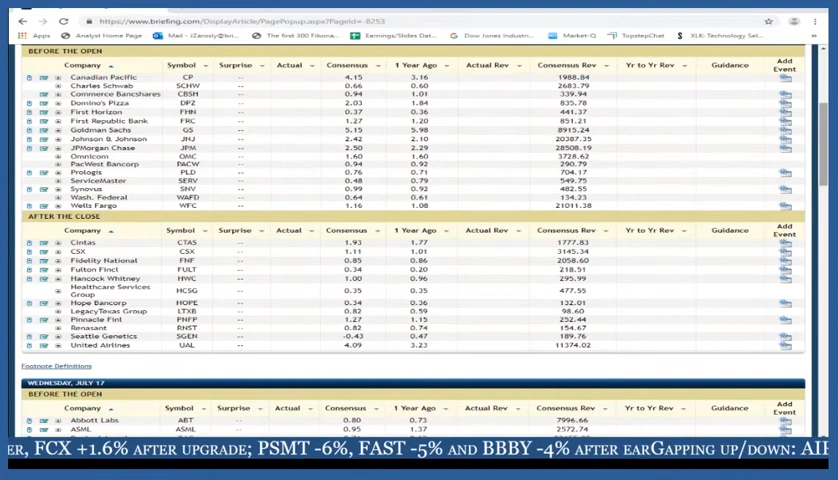 https://www.briefing.com/DisplayArticle/PagePopup.aspx?PageId=-8253
Apps Analyst Home Page Mail - JZarosly@bri... The first 300 Fibona... Earthings/Slides Dat... Dow Jones Industri... Market-Q TopstepChat XLK: Technology Sel...
BEFORE THE OPEN
Company Symbol Surprise Actual Consensus 1 Year Ago Actual Rev Consensus Rev Yr to Yr Rev Guidance Add Event
Canadian Pacific CP -- 4.15 3.16 1988.84
Charles Schwab SCHW -- 0.66 0.60 2683.79
Commerce Bancshares CBSH -- 0.94 1.01 339.94
Domino's Pizza DPZ -- 2.03 1.84 835.78
First Horizon FHN -- 0.37 0.36 441.37
First Republic Bank FRC -- 1.27 1.20 851.21
Goldman Sachs GS -- 5.15 5.98 8915.24
Johnson & Johnson JNJ -- 2.42 2.10 20387.35
JPMorgan Chase JPM -- 2.50 2.29 28508.19
Omnicom OMC -- 1.60 1.60 3728.62
PacWest Bancorp PACW -- 0.94 0.92 290.79
Prologis PLD -- 0.76 0.71 704.17
ServiceMaster SERV -- 0.48 0.79 549.75
Synovus SNV -- 0.99 0.92 482.55
Wash. Federal WAFD -- 0.64 0.61 134.23
Wells Fargo WFC -- 1.16 1.08 21011.38
AFTER THE CLOSE
Company Symbol Surprise Actual Consensus 1 Year Ago Actual Rev Consensus Rev Yr to Yr Rev Guidance Add Event
Cintas CTAS -- 1.93 1.77 1777.83
CSX CSX -- 1.11 1.01 3145.34
Fidelity National FNF -- 0.85 0.86 2058.60
Fulton Fincl FULT -- 0.34 0.20 218.51
Hancock Whitney HWC -- 1.00 0.96 295.99
Healthcare Services Group HCSG -- 0.35 0.35 477.55
Hope Bancorp HOPE -- 0.34 0.36 132.01
LegacyTexas Group LTXB -- 0.82 0.59 98.60
Pinnacle Finl PNFP -- 1.27 1.15 252.44
Renasant RNST -- 0.82 0.74 154.67
Seattle Genetics SGEN -- -0.43 0.47 189.76
United Airlines UAL -- 4.09 3.23 11374.02
Footnote Definitions
WEDNESDAY, JULY 17
BEFORE THE OPEN
Company Symbol Surprise Actual Consensus 1 Year Ago Actual Rev Consensus Rev Yr to Yr Rev Guidance Add Event
Abbott Labs ABT -- 0.80 0.73 7996.66
ASML ASML -- 0.95 1.37 2572.74
ER, FCX +1.6% AFTER UPGRADE; PSMT -6%, FAST -5% AND BBBY -4% AFTER EARGAPPING UP/DOWN: AI